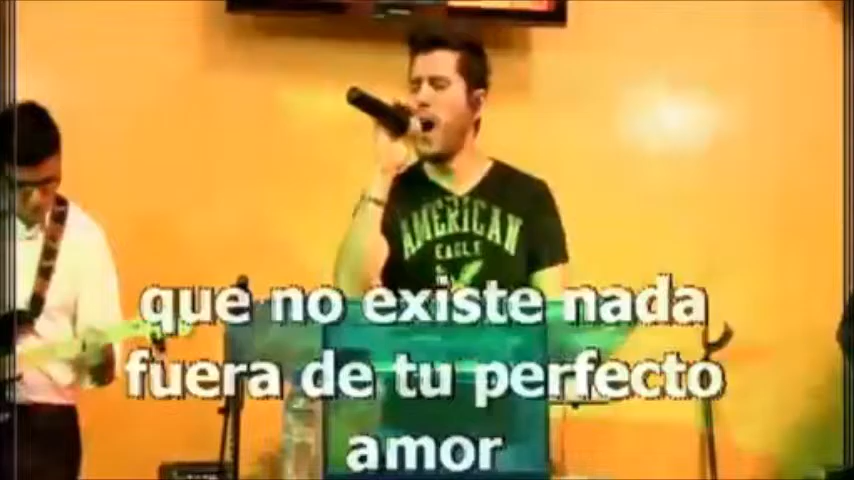 AMERICAN
EAGLE
que no existe nada
fuera de tu perfecto
amor